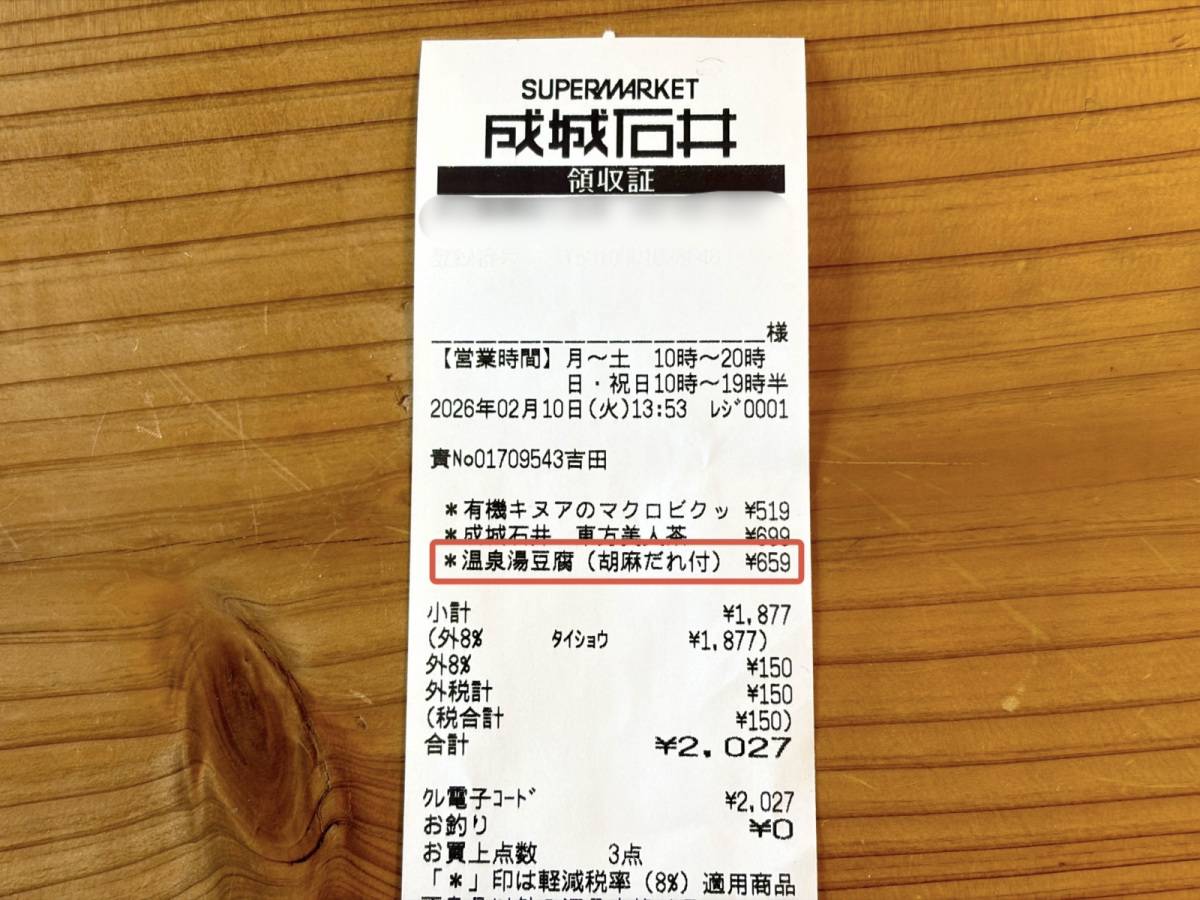 SUPERMARKET
成城石井
領収証
様
【営業時間】月〜土 10時〜20時
日・祝日10時〜19時半
2026年02月10日(火)13:53 ﾚｼﾞ0001
責No01709543吉田
*有機キヌアのマクロビクッ ¥519
*成城石井 東方美人茶 ¥699
*温泉湯豆腐(胡麻だれ付) ¥659
小計 ¥1,877
(外8% ﾀｲｼｮｳ ¥1,877)
外8% ¥150
外税計 ¥150
(税合計 ¥150)
合計 ¥2,027
ｸﾚ電子ｺｰﾄﾞ ¥2,027
お釣り ¥0
お買上点数 3点
「*」印は軽減税率(8%)適用商品